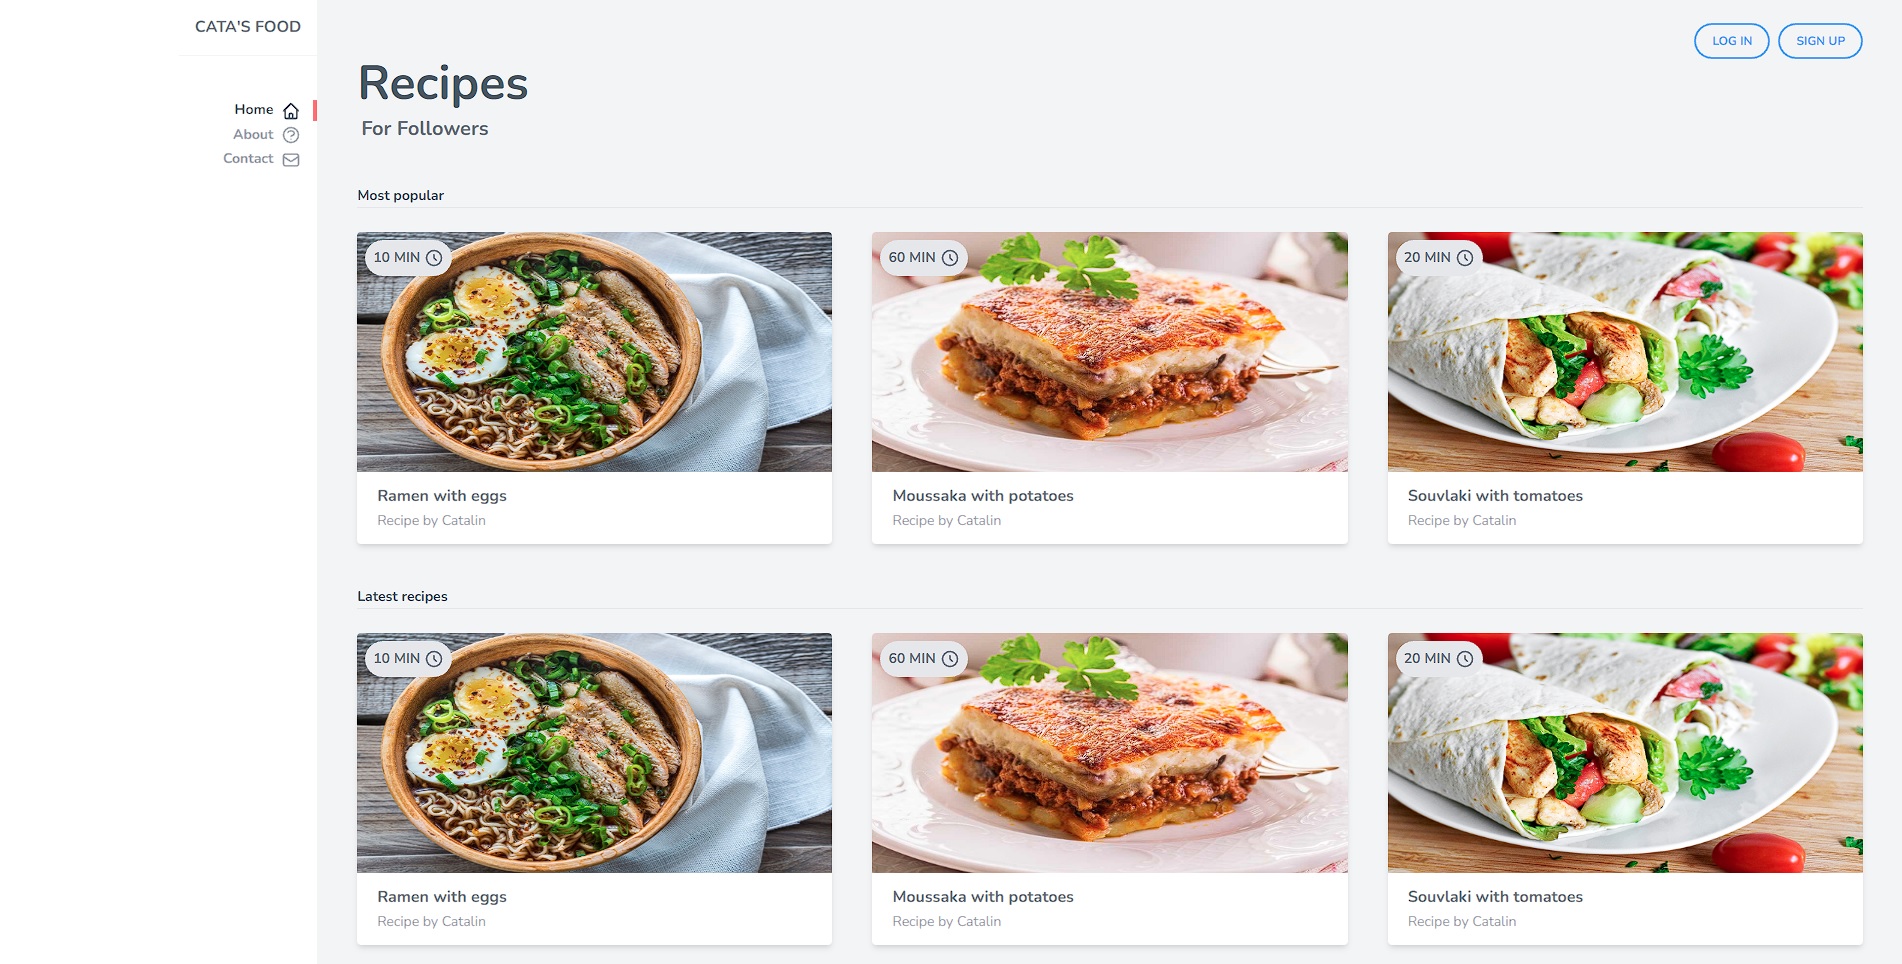 CATA'S FOOD
Home
About
Contact
LOG IN
SIGN UP
Recipes
For Followers
Most popular
10 MIN
60 MIN
20 MIN
Ramen with eggs
Recipe by Catalin
Moussaka with potatoes
Recipe by Catalin
Souvlaki with tomatoes
Recipe by Catalin
Latest recipes
10 MIN
60 MIN
20 MIN
Ramen with eggs
Recipe by Catalin
Moussaka with potatoes
Recipe by Catalin
Souvlaki with tomatoes
Recipe by Catalin